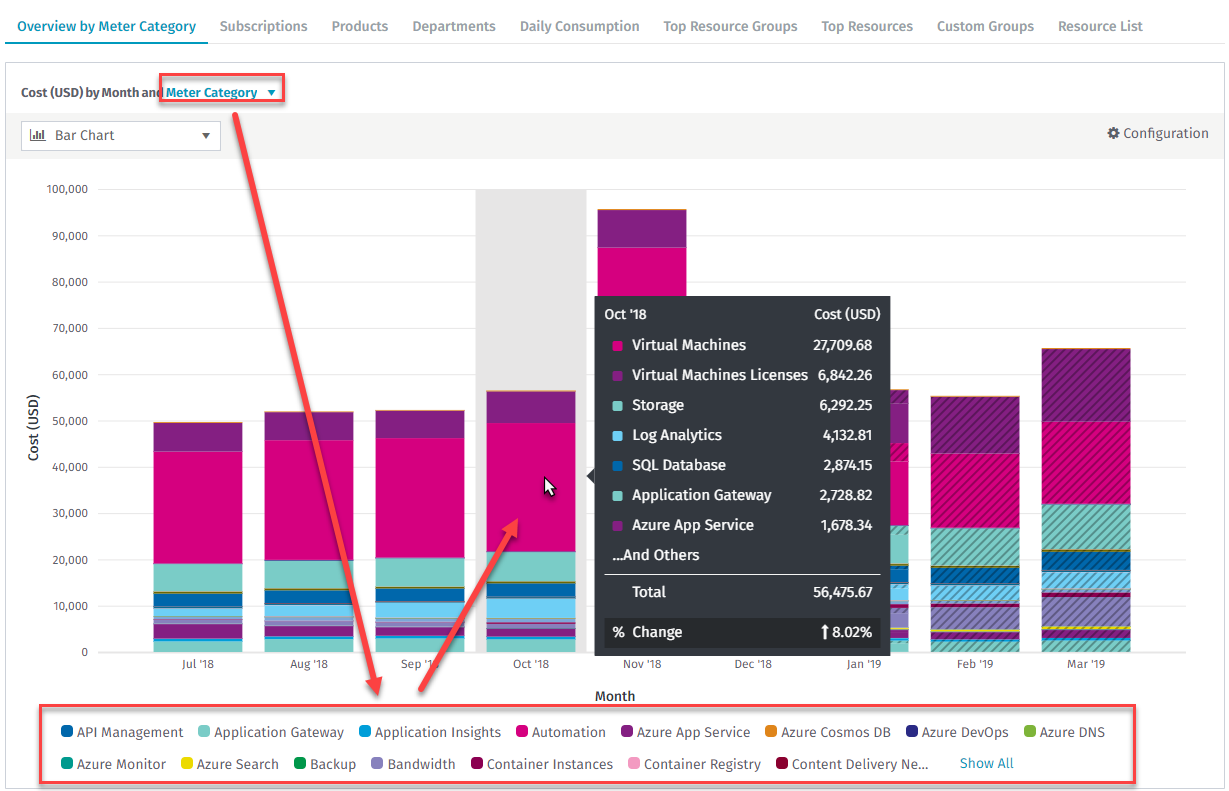 Overview by Meter Category Subscriptions Products Departments Daily Consumption Top Resource Groups Top Resources Custom Groups Resource List
Cost (USD) by Month and Meter Category
Bar Chart Configuration
100,000
90,000
80,000
70,000
60,000
50,000
40,000
30,000
20,000
10,000
0
Cost (USD)
Oct '18 Cost (USD)
Virtual Machines 27,709.68
Virtual Machines Licenses 6,842.26
Storage 6,292.25
Log Analytics 4,132.81
SQL Database 2,874.15
Application Gateway 2,728.82
Azure App Service 1,678.34
...And Others
Total 56,475.67
% Change 8.02%
Jul '18 Aug '18 Sep '18 Oct '18 Nov '18 Dec '18 Jan '19 Feb '19 Mar '19
Month
API Management Application Gateway Application Insights Automation Azure App Service Azure Cosmos DB Azure DevOps Azure DNS
Azure Monitor Azure Search Backup Bandwidth Container Instances Container Registry Content Delivery Ne... Show All